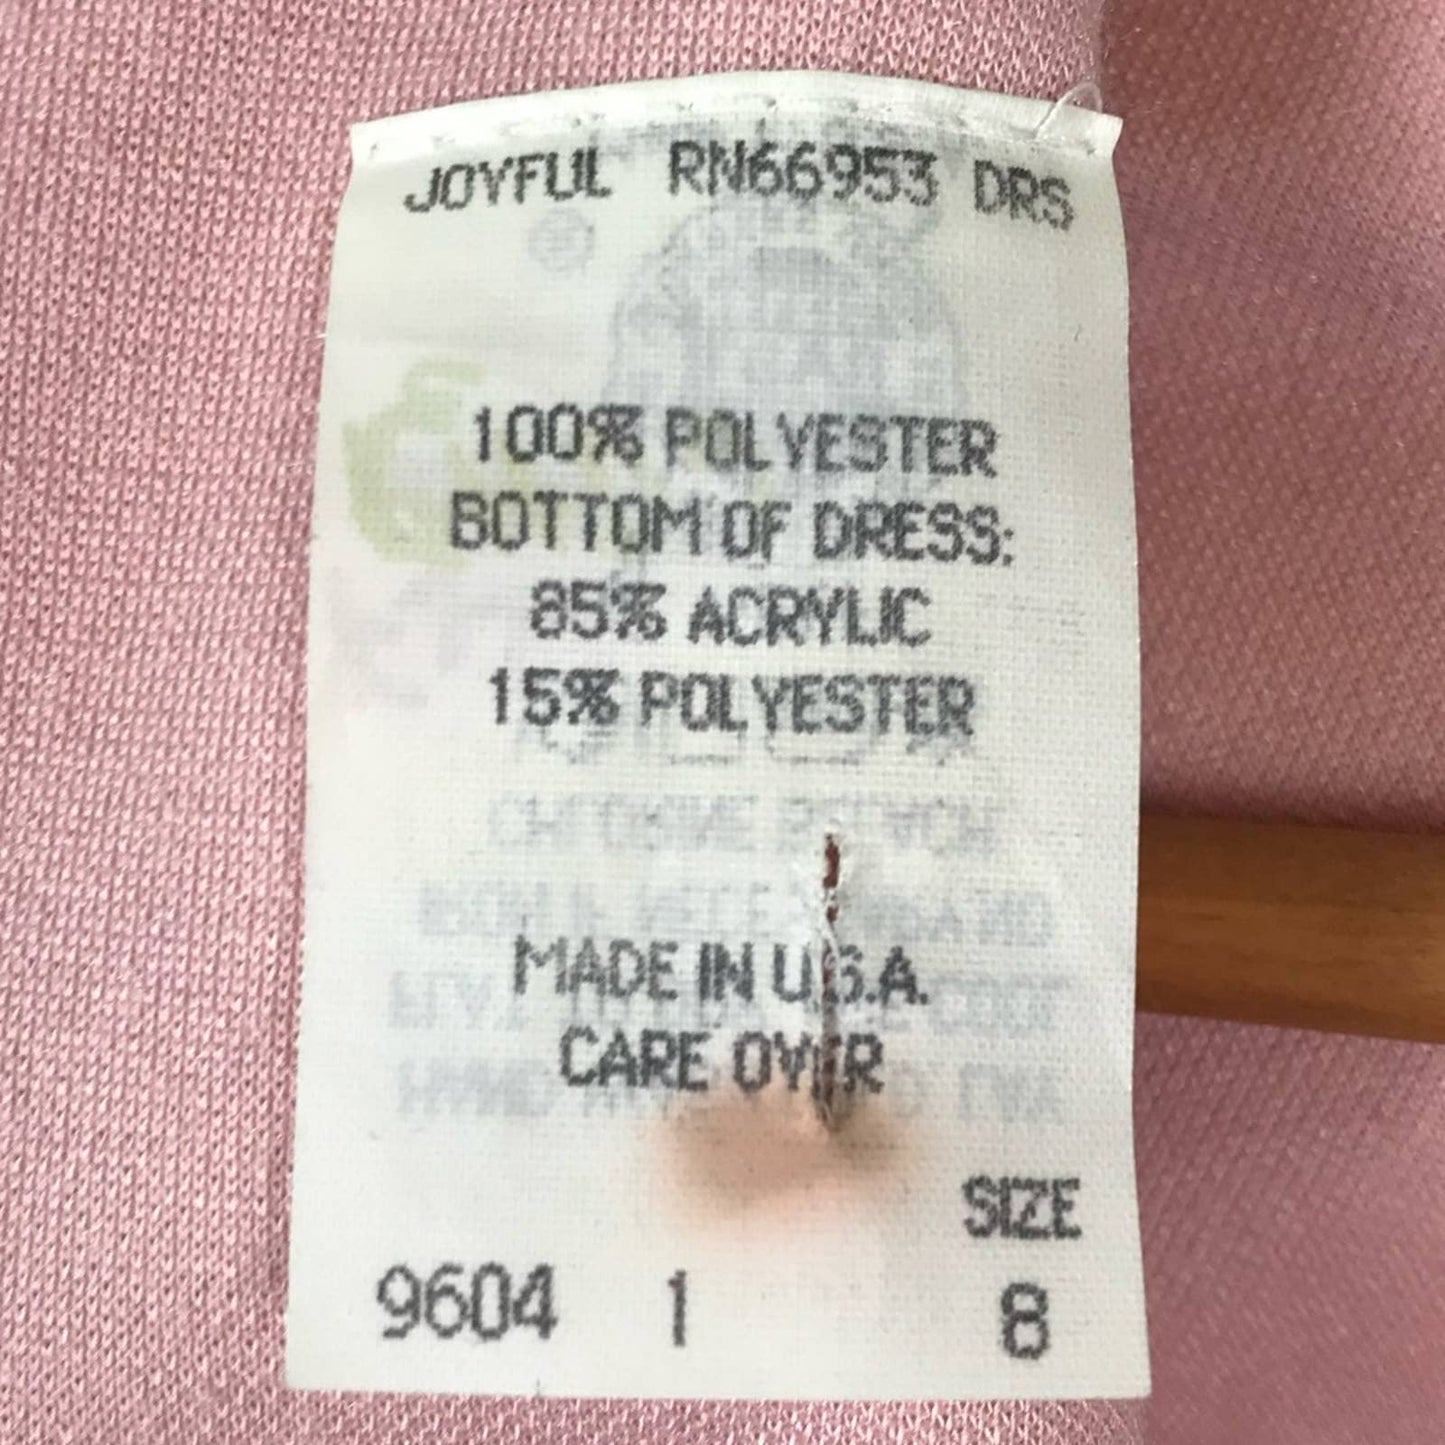 JOYFUL RN66953 DRS
100% POLYESTER
BOTTOM OF DRESS:
85% ACRYLIC
15% POLYESTER
MADE IN U.S.A.
CARE OVER
SIZE
9604 1 8